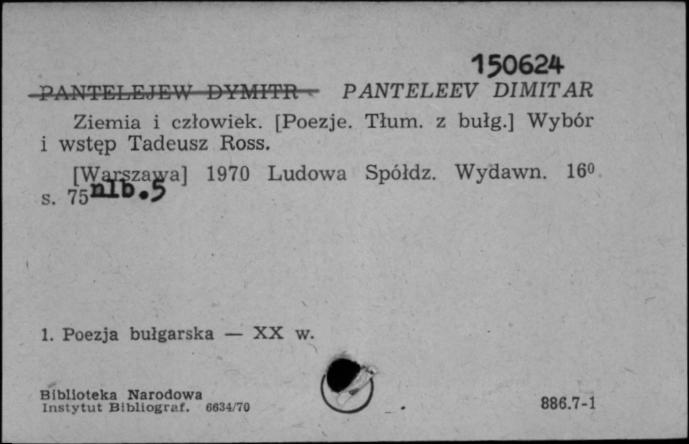 150624
PANTELEJEW DYMITR PANTELEEV DIMITAR
Ziemia i człowiek. [Poezje. Tłum. z bułg.] Wybór
i wstęp Tadeusz Ross.
[Warszawa] 1970 Ludowa Spółdz. Wydawn. 16⁰
s. 75 nlb. 5
1. Poezja bułgarska — XX w.
Biblioteka Narodowa
Instytut Bibliograf. 6634/70
886.7-1